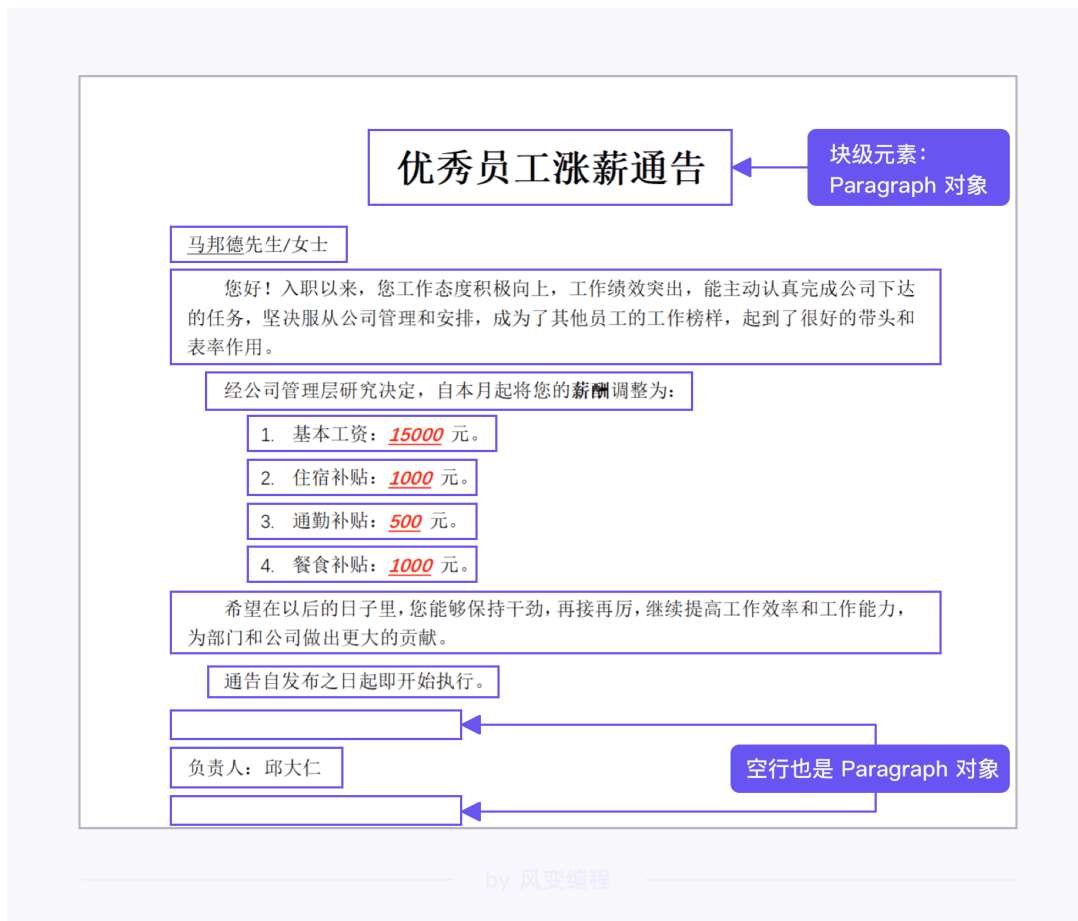 优秀员工涨薪通告
块级元素：
Paragraph 对象
马邦德先生/女士
您好！入职以来，您工作态度积极向上，工作绩效突出，能主动认真完成公司下达
的任务，坚决服从公司管理和安排，成为了其他员工的工作榜样，起到了很好的带头和
表率作用。
经公司管理层研究决定，自本月起将您的薪酬调整为：
1. 基本工资：15000 元。
2. 住宿补贴：1000 元。
3. 通勤补贴：500 元。
4. 餐食补贴：1000 元。
希望在以后的日子里，您能够保持干劲，再接再厉，继续提高工作效率和工作能力，
为部门和公司做出更大的贡献。
通告自发布之日起即开始执行。
负责人：邱大仁
空行也是 Paragraph 对象
by 风变编程